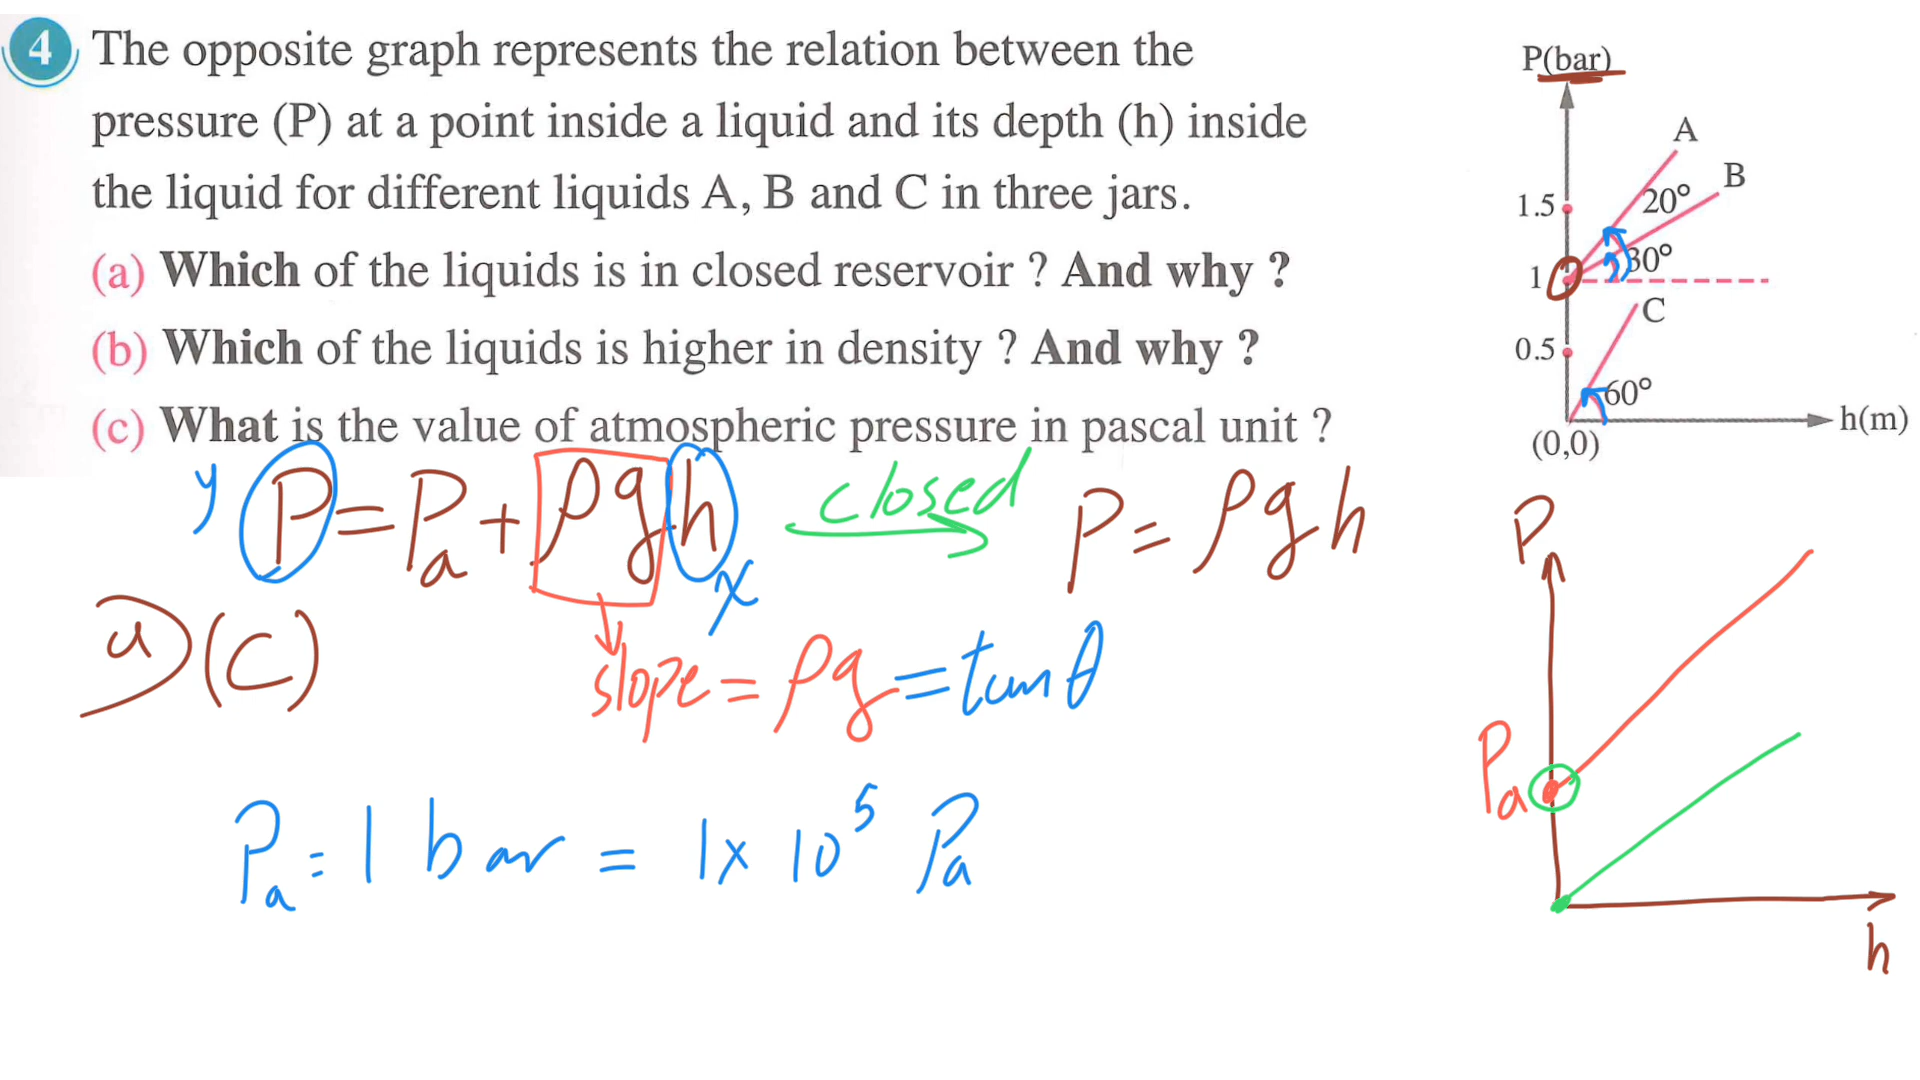 4 The opposite graph represents the relation between the
pressure (P) at a point inside a liquid and its depth (h) inside
the liquid for different liquids A, B and C in three jars.
(a) Which of the liquids is in closed reservoir ? And why ?
(b) Which of the liquids is higher in density ? And why ?
(c) What is the value of atmospheric pressure in pascal unit ?
P(bar)
A
B
1.5
20°
30°
1
C
0.5
60°
h(m)
(0,0)
y P = Pa + ρgh x closed P = ρgh
a) (C)
slope = ρg = tanθ
Pa = 1 bar = 1 x 10⁵ Pa
P
Pa
h